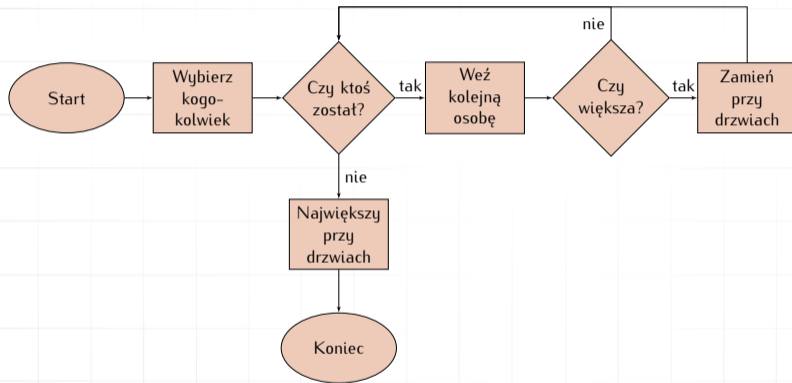 Start
Wybierz
kogo-
kolwiek
Czy ktoś
został?
tak
Weź
kolejną
osobę
Czy
większa?
nie
tak
Zamień
przy
drzwiach
nie
Największy
przy
drzwiach
Koniec